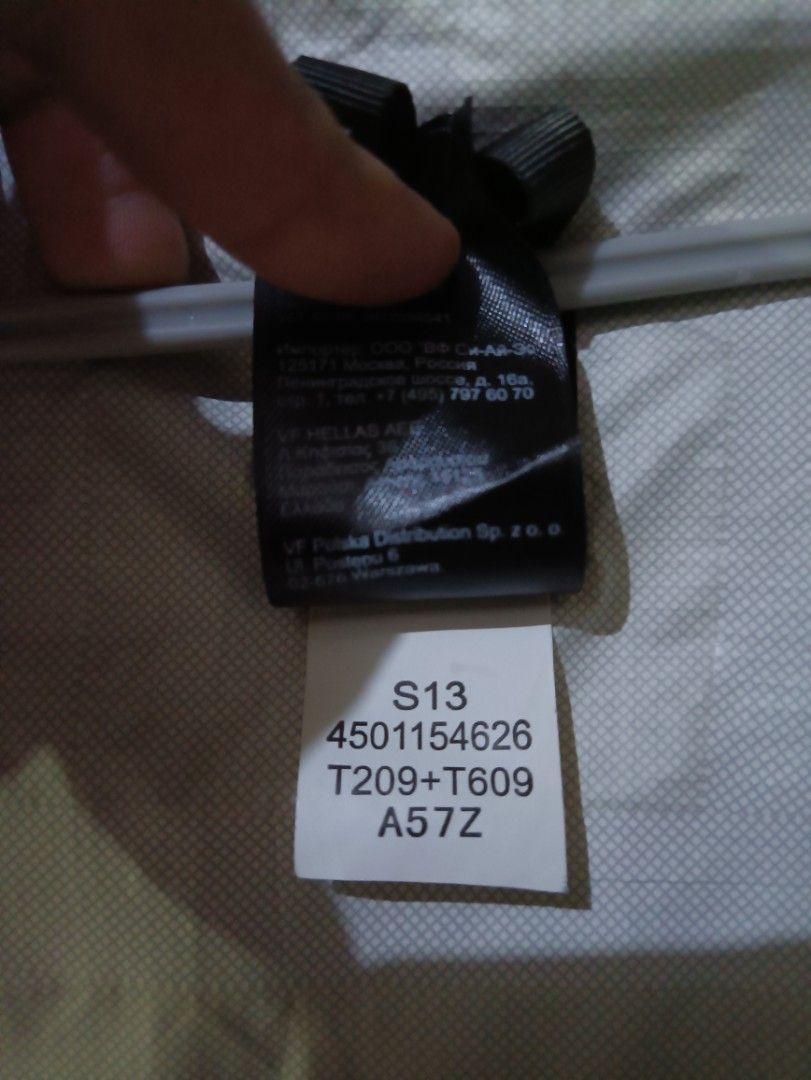 Импортер: ООО "ВФ Си-Ай-Эс
125171 Москва, Россия
Ленинградское шоссе, д. 16а,
стр. 1, тел. +7 (495) 797 60 70
VF HELLAS AEE
VF Polska Distribution Sp. z o. o.
Ul. Postepu 6
02-676 Warszawa
S13
4501154626
T209+T609
A57Z